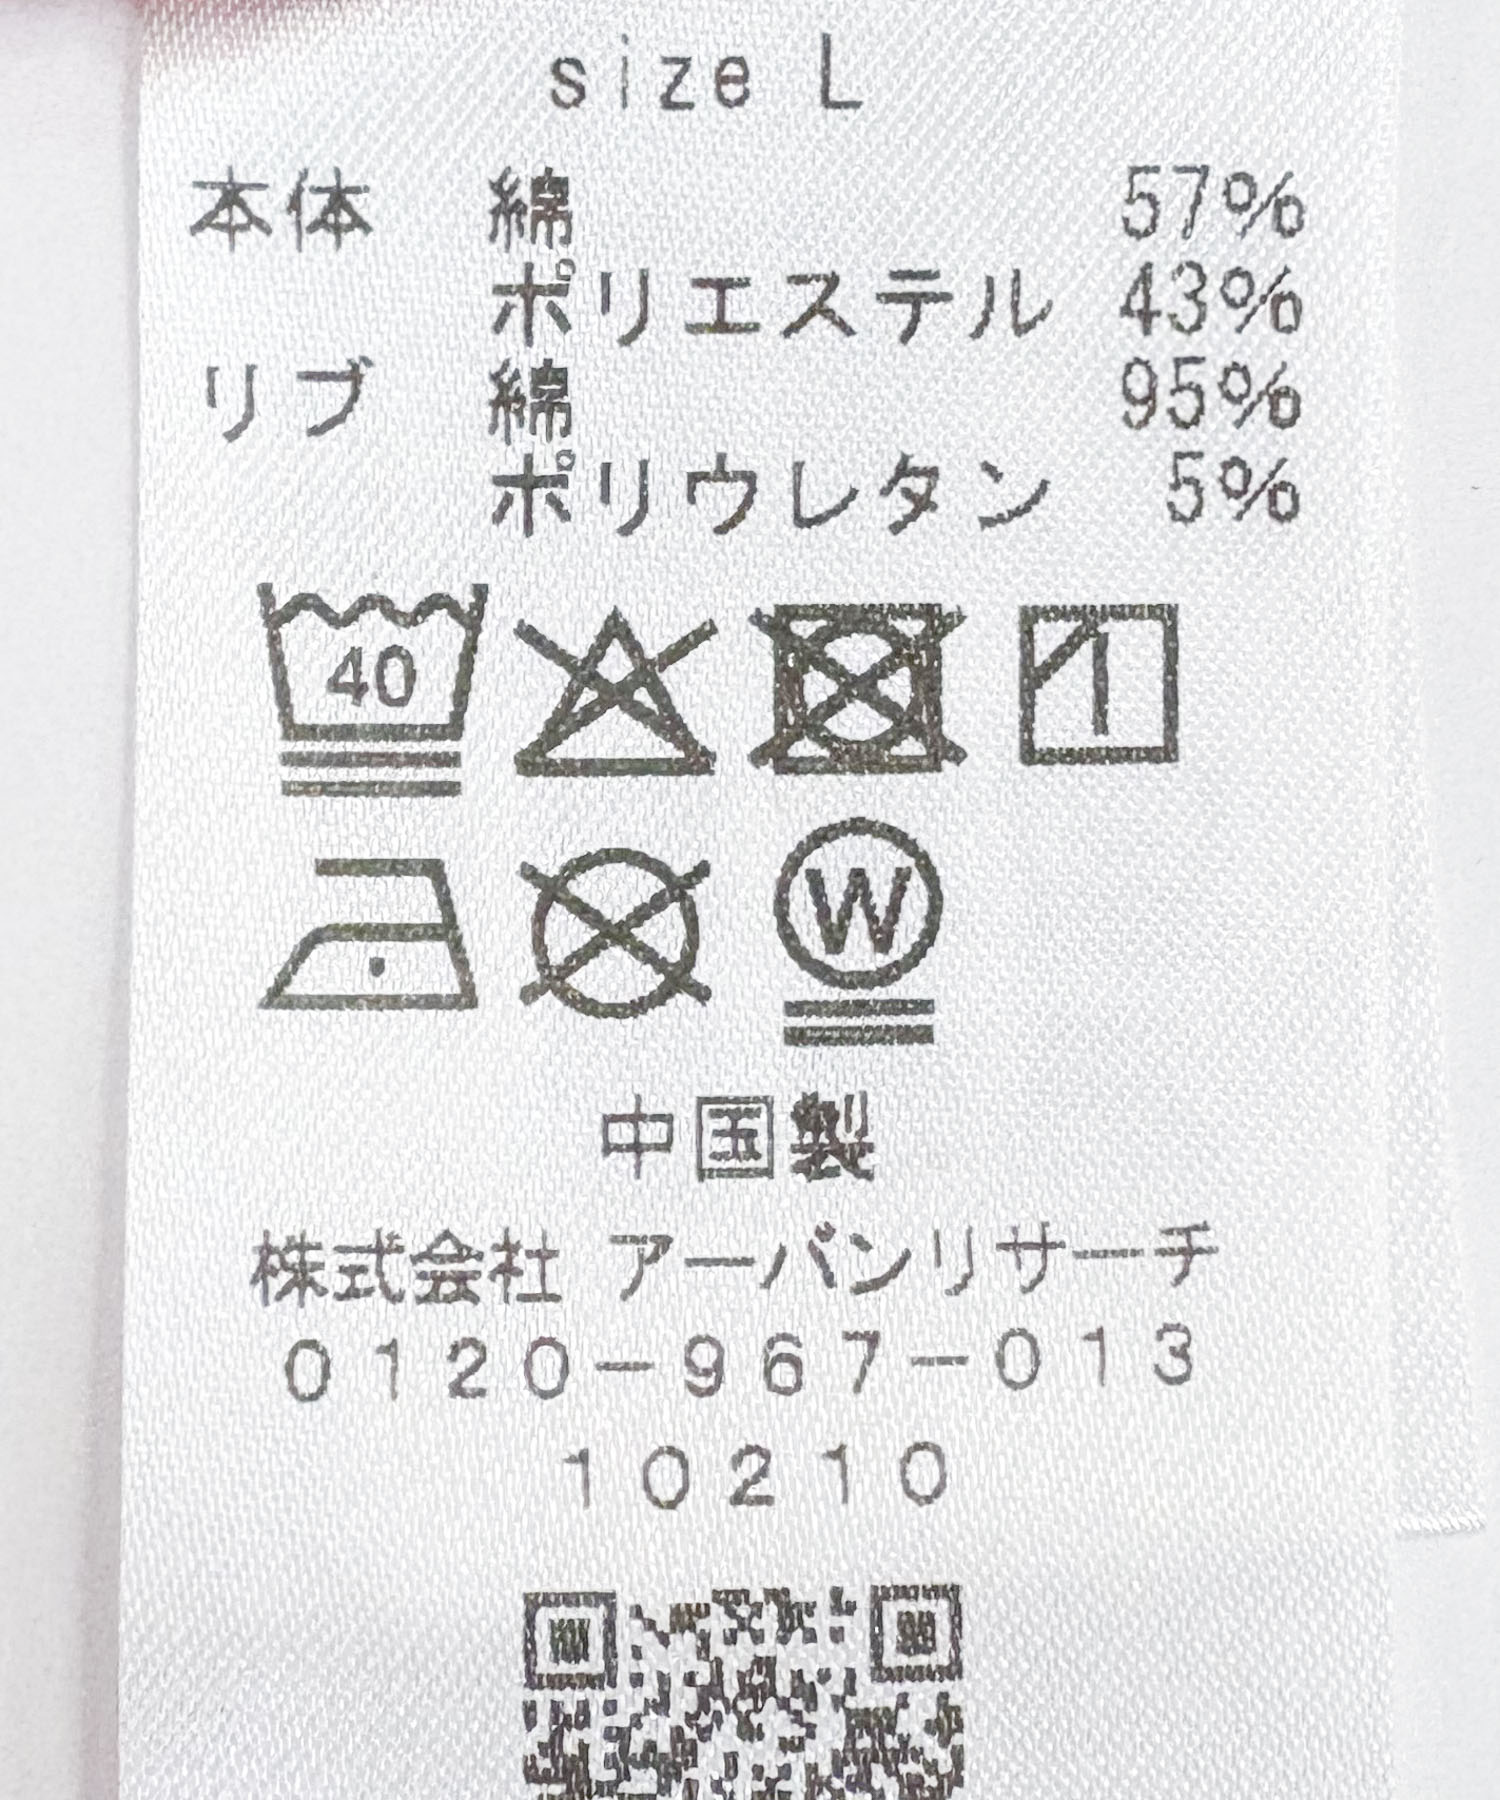 size L
本体 綿 57%
ポリエステル 43%
リブ 綿 95%
ポリウレタン 5%
40
W
中国製
株式会社 アーバンリサーチ
0120-967-013
10210